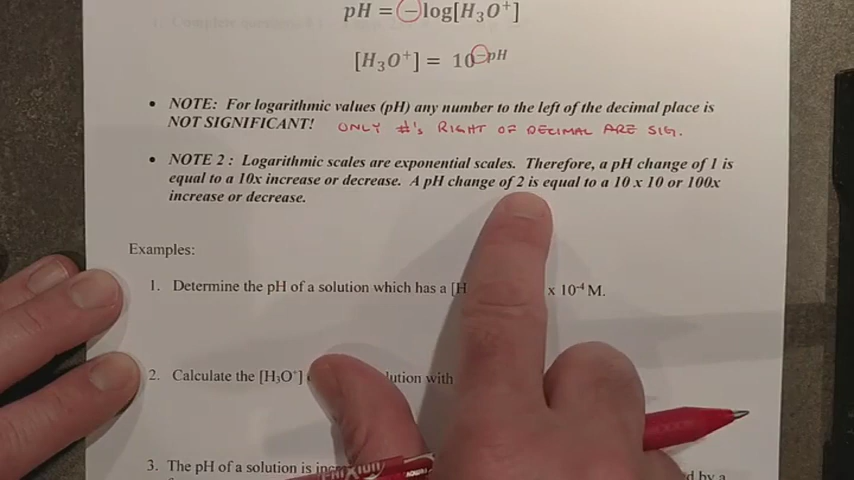 pH = −log[H₃O⁺]
[H₃O⁺] = 10⁻ᵖᴴ
• NOTE: For logarithmic values (pH) any number to the left of the decimal place is
NOT SIGNIFICANT! ONLY #'s RIGHT OF DECIMAL ARE SIG.
• NOTE 2 : Logarithmic scales are exponential scales. Therefore, a pH change of 1 is
equal to a 10x increase or decrease. A pH change of 2 is equal to a 10 x 10 or 100x
increase or decrease.
Examples:
1. Determine the pH of a solution which has a [H x 10⁻⁴ M.
2. Calculate the [H₃O⁺] lution with
3. The pH of a solution is d by a